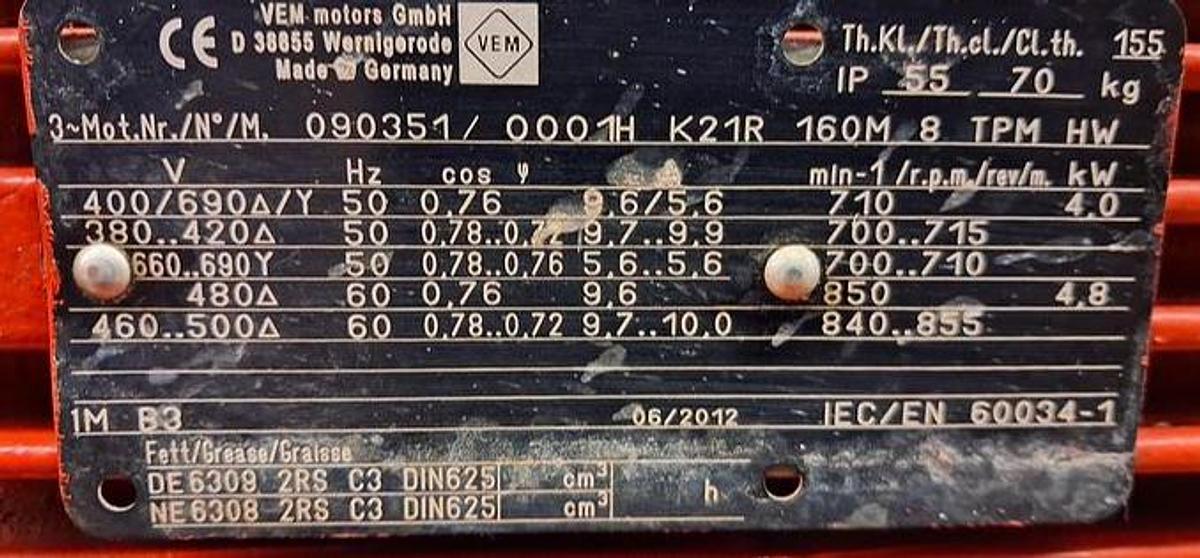 VEM motors GmbH
CE D 38855 Wernigerode VEM
Made in Germany
Th.Kl./Th.cl./Cl.th. 155
IP 55 70 kg
3~Mot.Nr./N°/M. 090351/ 0001H K21R 160M 8 TPM HW
V Hz cos φ min-1/r.p.m./rev/m. kW
400/690Δ/Y 50 0,76 9,6/5,6 710 4,0
380..420Δ 50 0,78..0,72 9,7..9,9 700..715
660..690Y 50 0,78..0,76 5,6..5,6 700..710
480Δ 60 0,76 9,6 850 4,8
460..500Δ 60 0,78..0,72 9,7..10,0 840..855
IM B3 06/2012 IEC/EN 60034-1
Fett/Grease/Graisse
DE6309 2RS C3 DIN625 cm³
NE6308 2RS C3 DIN625 cm³ h